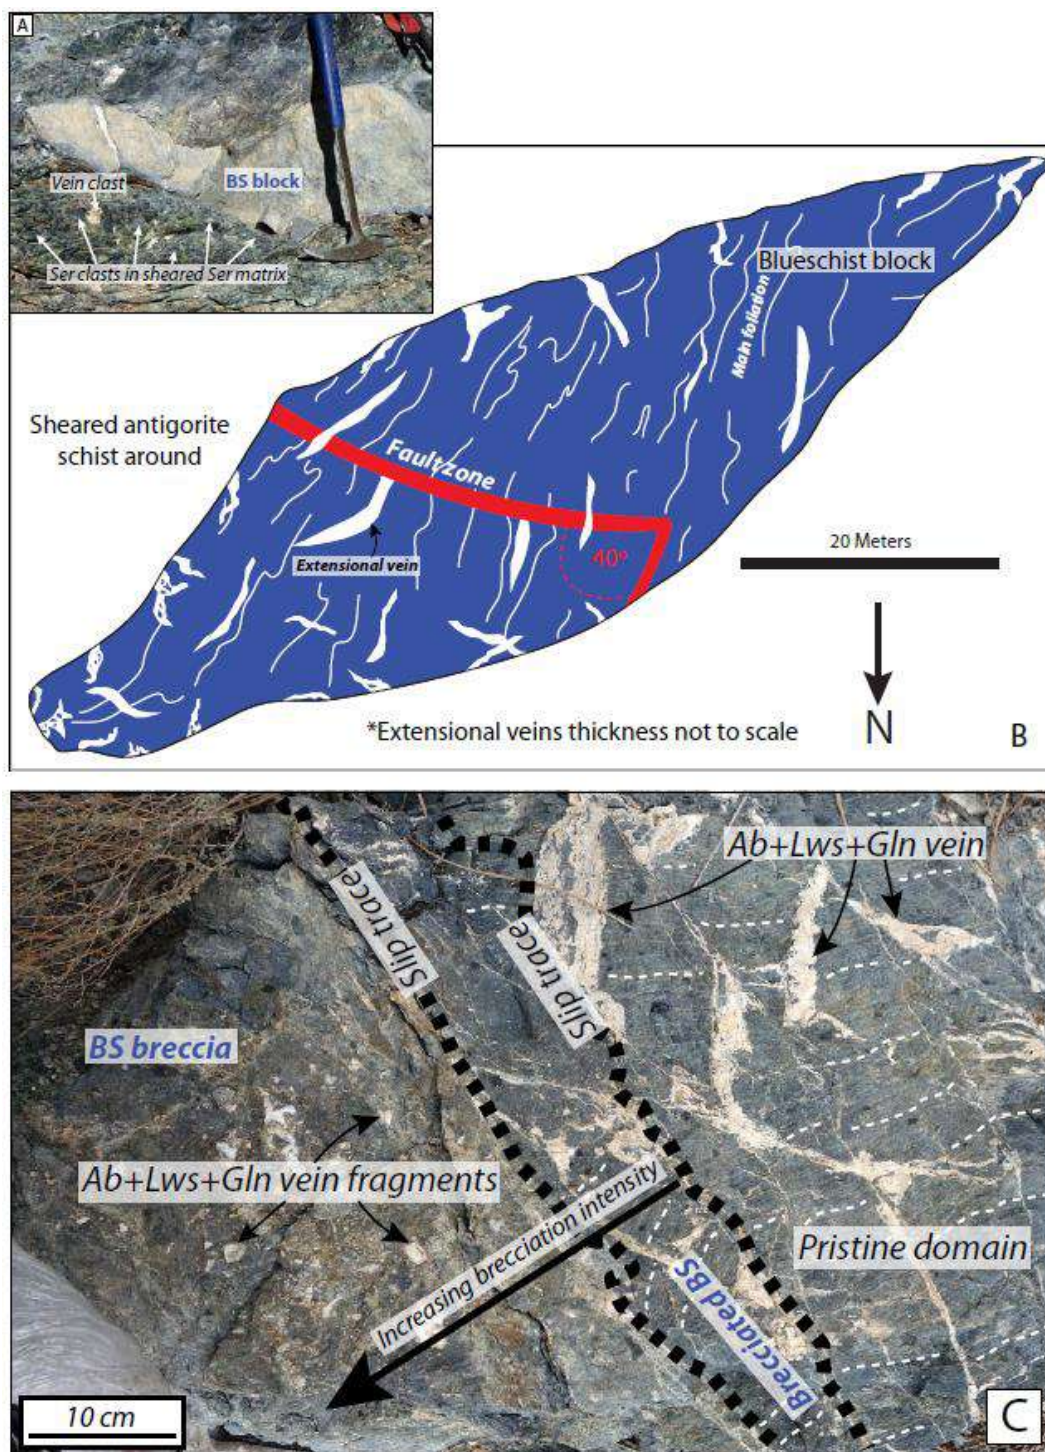 A
Vein clast
BS block
Ser clasts in sheared Ser matrix
Blueschist block
Main foliation
Sheared antigorite
schist around
Fault zone
Extensional vein
40º
20 Meters
N
*Extensional veins thickness not to scale
B
Ab+Lws+Gln vein
Slip trace
Slip trace
BS breccia
Ab+Lws+Gln vein fragments
Increasing brecciation intensity
Pristine domain
Brecciated BS
10 cm
C